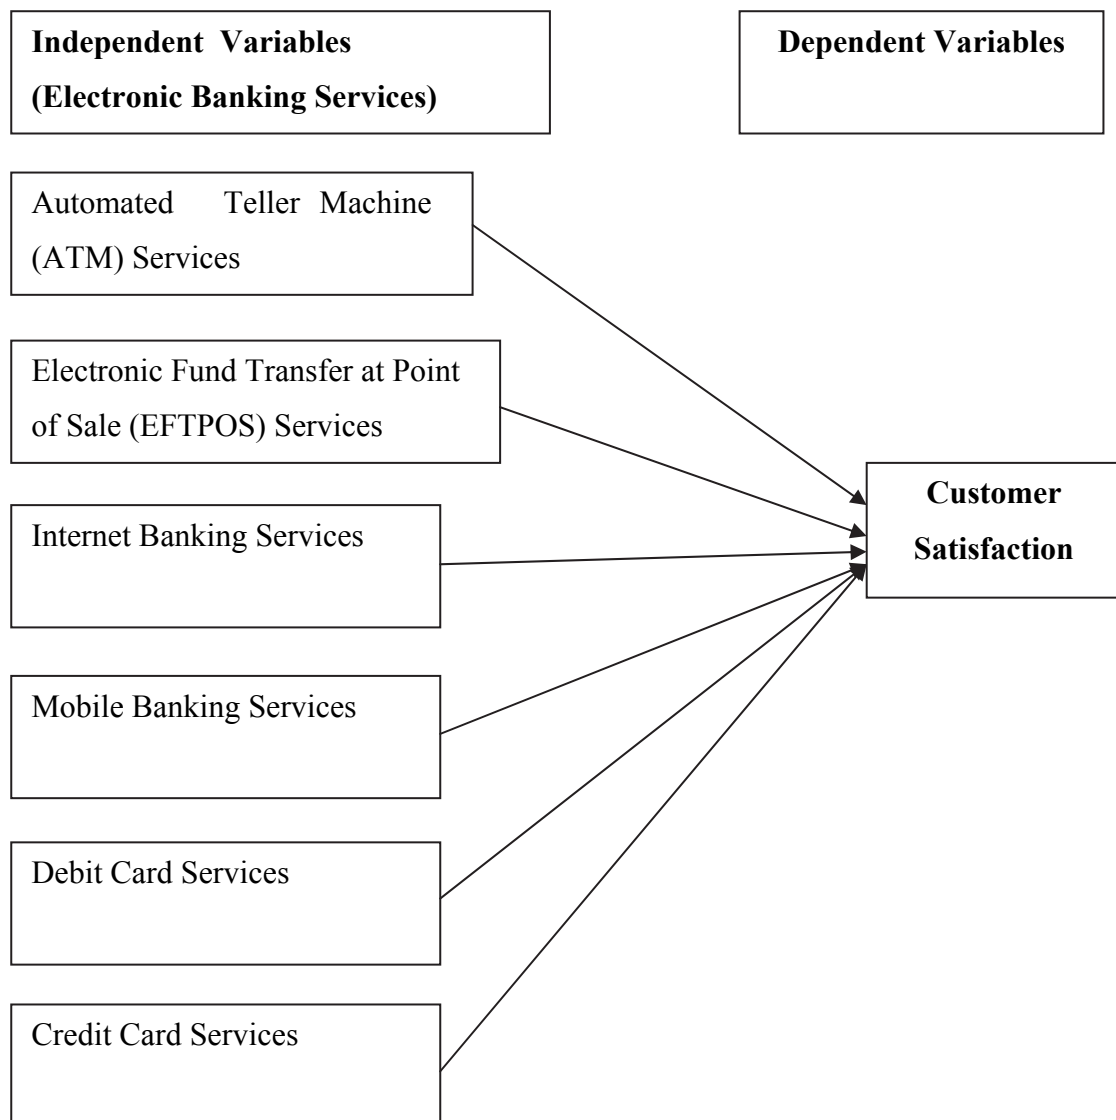 Independent Variables
(Electronic Banking Services)
Dependent Variables
Automated Teller Machine
(ATM) Services
Electronic Fund Transfer at Point
of Sale (EFTPOS) Services
Internet Banking Services
Customer
Satisfaction
Mobile Banking Services
Debit Card Services
Credit Card Services